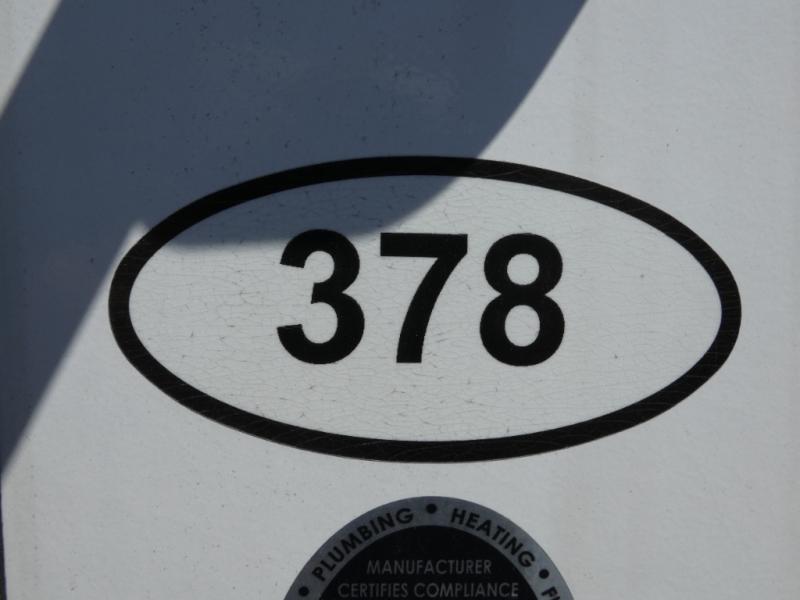 378
PLUMBING • HEATING •
MANUFACTURER
CERTIFIES COMPLIANCE